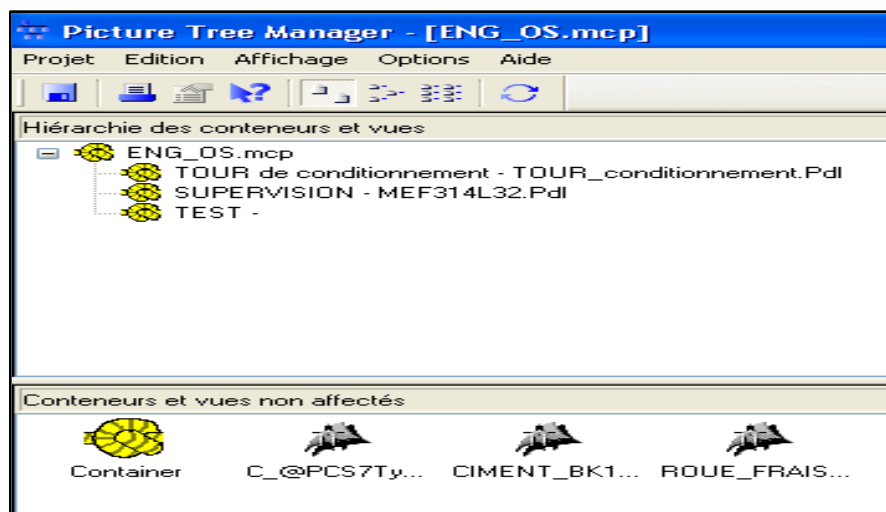 Picture Tree Manager - [ENG_OS.mcp]
Projet Edition Affichage Options Aide
Hiérarchie des conteneurs et vues
ENG_OS.mcp
TOUR de conditionnement - TOUR_conditionnement.Pdl
SUPERVISION - MEF314L32.Pdl
TEST -
Conteneurs et vues non affectés
Container C_@PCS7Ty... CIMENT_BK1... ROUE_FRAIS...